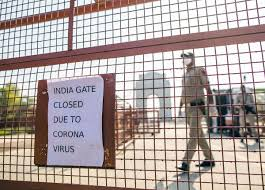 INDIA GATE
CLOSED
DUE TO
CORONA
VIRUS